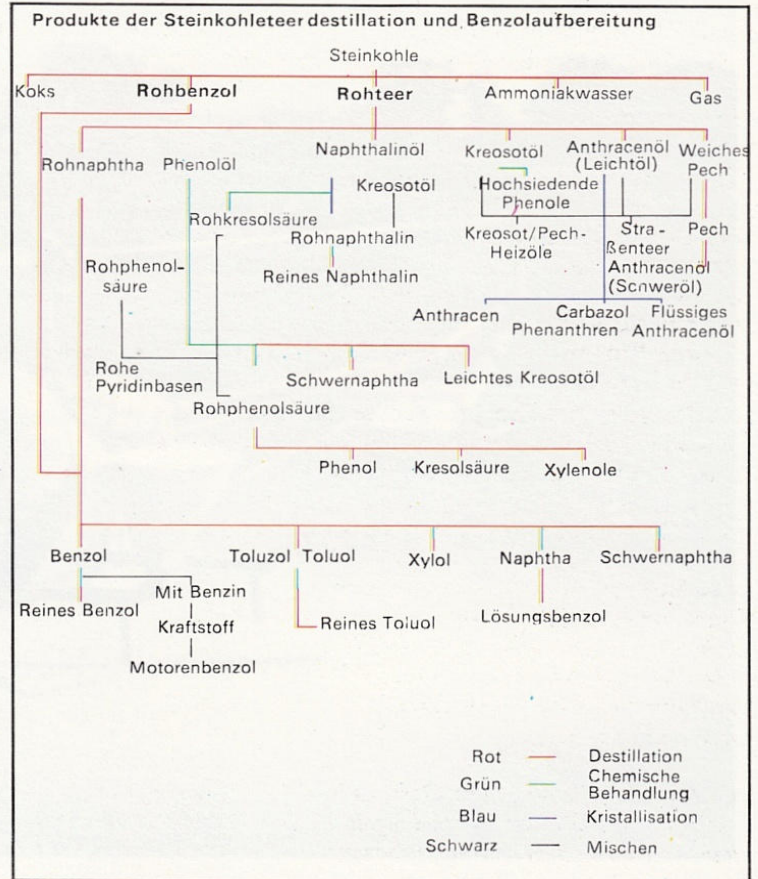 Produkte der Steinkohleteerdestillation und Benzolaufbereitung
Steinkohle
Koks
Rohbenzol
Rohteer
Ammoniakwasser
Gas
Rohnaphtha
Phenolöl
Naphthalinöl
Kreosotöl
Anthracenöl
(Leichtöl)
Weiches
Pech
Kreosotöl
Hochsiedende
Phenole
Rohkresolsäure
Rohnaphthalin
Kreosot/Pech-
Heizöle
Stra-
ßenteer
Pech
Reines Naphthalin
Anthracenöl
(Schweröl)
Rohphenol-
säure
Anthracen
Carbazol
Phenanthren
Flüssiges
Anthracenöl
Rohe
Pyridinbasen
Schwernaphtha
Leichtes Kreosotöl
Rohphenolsäure
Phenol
Kresolsäure
Xylenole
Benzol
Toluzol
Toluol
Xylol
Naphtha
Schwernaphtha
Reines Benzol
Mit Benzin
Kraftstoff
Motorenbenzol
Reines Toluol
Lösungsbenzol
Rot
Destillation
Grün
Chemische
Behandlung
Blau
Kristallisation
Schwarz
Mischen